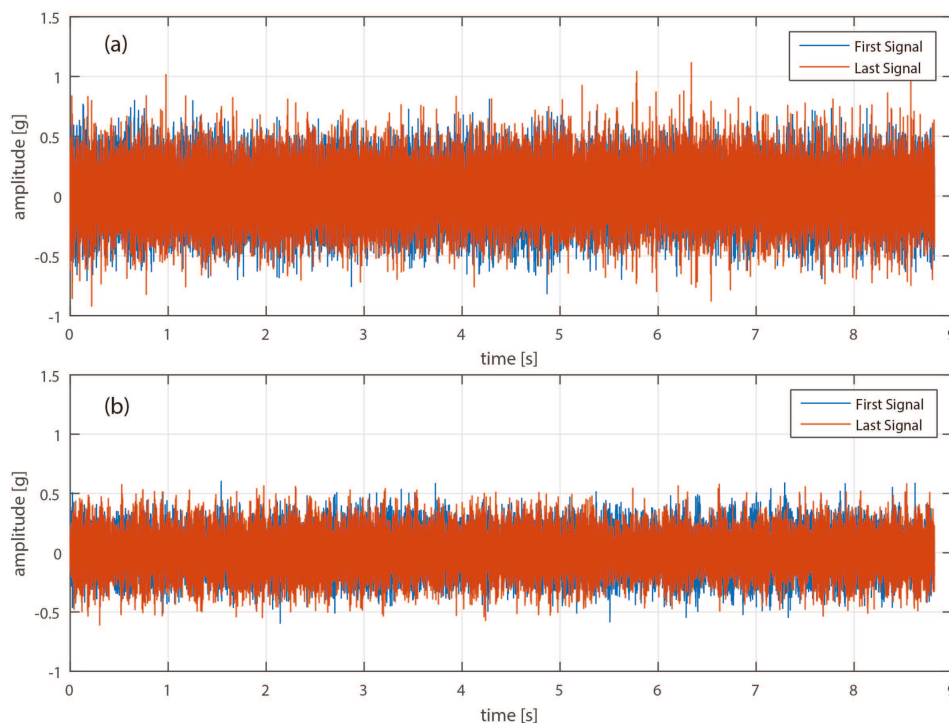 1.5
(a)
First Signal
Last Signal
1
0.5
amplitude [g]
0
-0.5
-1
0 1 2 3 4 5 6 7 8 9
time [s]
1.5
(b)
First Signal
Last Signal
1
0.5
amplitude [g]
0
-0.5
-1
0 1 2 3 4 5 6 7 8 9
time [s]